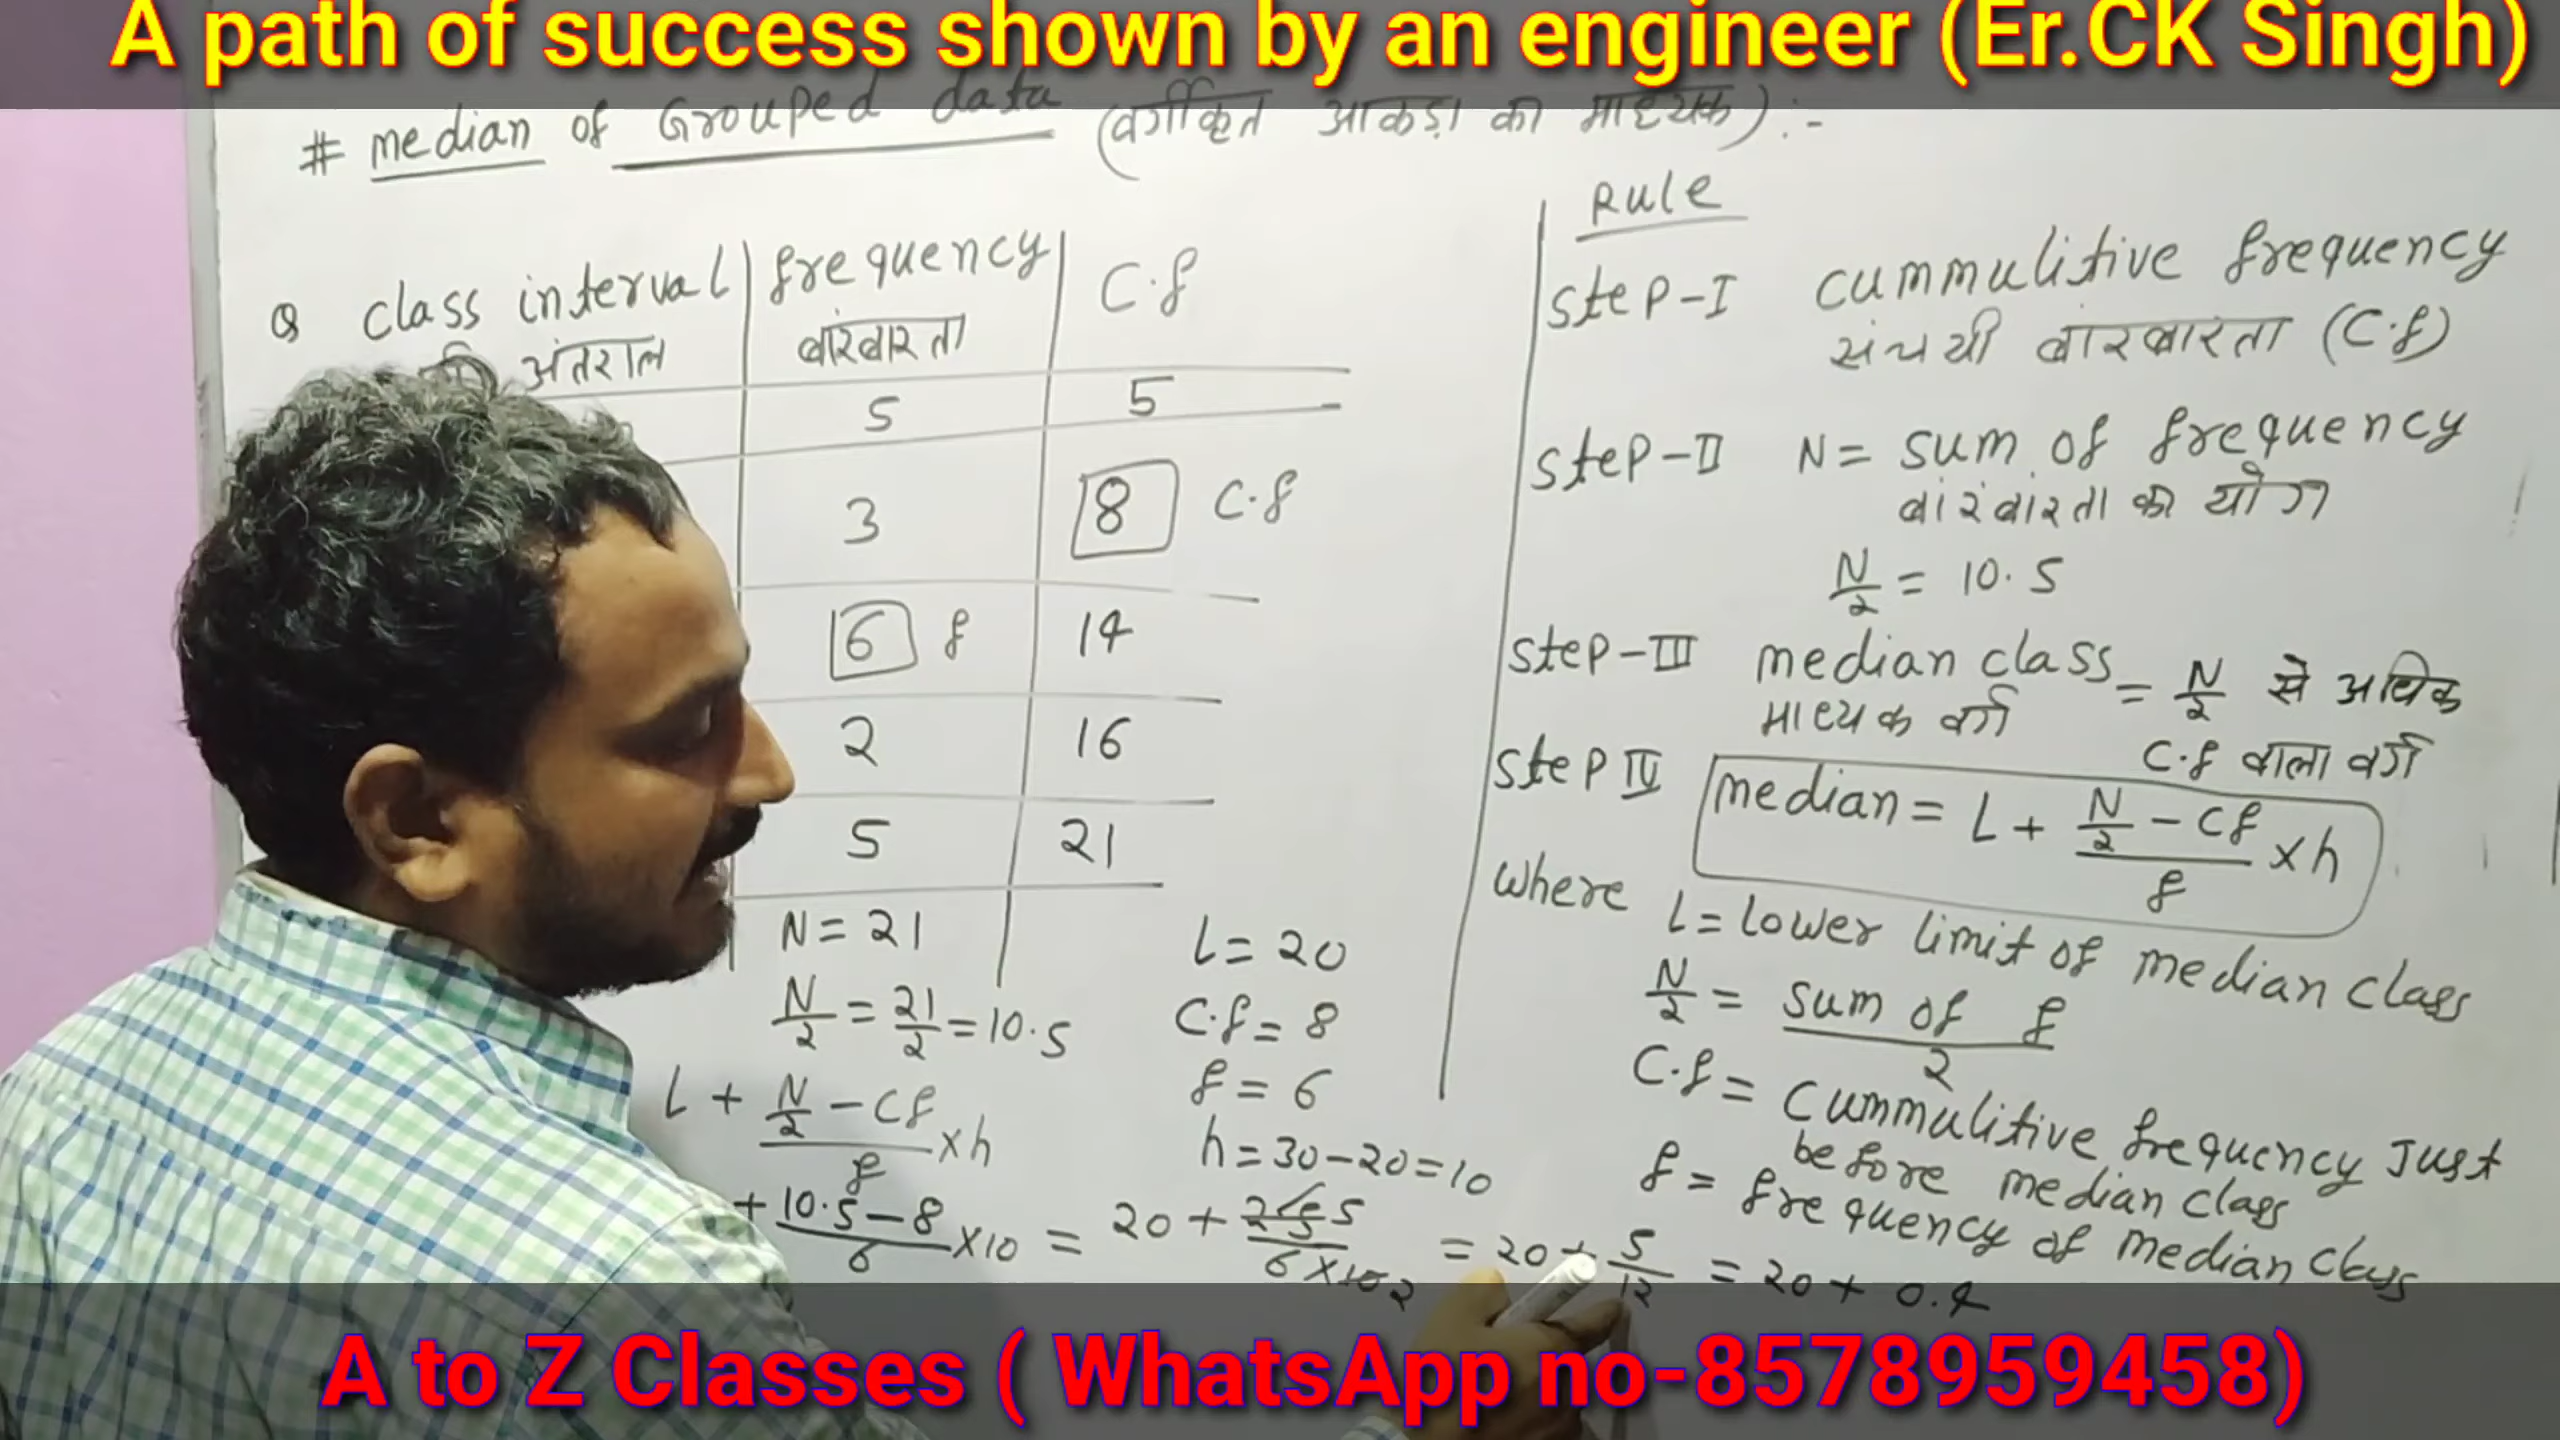 A path of success shown by an engineer (Er.CK Singh)
# median of Grouped data (वर्गीकृत आकड़ा का माध्यक) :-
Q class interval frequency C.f
अंतराल बारंबारता
5 5
3 8 C.f
6 f 14
2 16
5 21
N = 21
N/2 = 21/2 = 10.5
L + (N/2 - cf)/f × h
L = 20
C.f = 8
f = 6
h = 30-20=10
+ (10.5-8)/6 × 10 = 20 + = 20 + 5/12 = 20 + 0.4
Rule
Step-I cummulitive frequency
संचयी बारंबारता (C.f)
Step-II N = sum of frequency
बारंबारता का योग
N/2 = 10.5
Step-III median class = N/2 से अधिक
माध्यक वर्ग C.f वाला वर्ग
Step IV median = L + (N/2 - cf)/f × h
where L = Lower limit of median class
N/2 = sum of f/2
C.f = cummulitive frequency Just
before median class
f = frequency of median class
A to Z Classes ( WhatsApp no-8578959458)